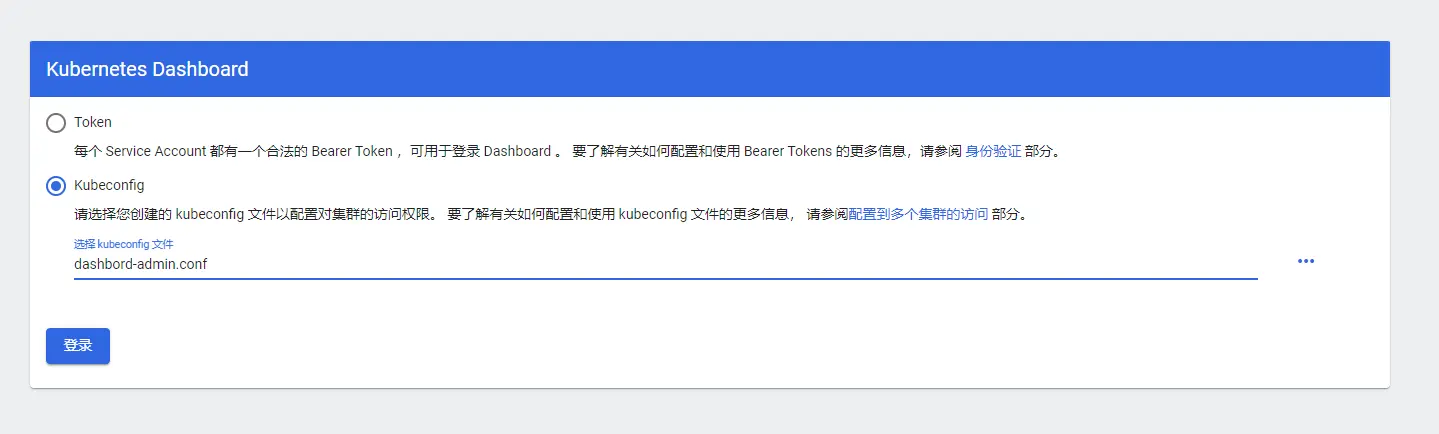 Kubernetes Dashboard
Token
每个 Service Account 都有一个合法的 Bearer Token ，可用于登录 Dashboard 。 要了解有关如何配置和使用 Bearer Tokens 的更多信息，请参阅 身份验证 部分。
Kubeconfig
请选择您创建的 kubeconfig 文件以配置对集群的访问权限。 要了解有关如何配置和使用 kubeconfig 文件的更多信息， 请参阅配置到多个集群的访问 部分。
选择 kubeconfig 文件
dashbord-admin.conf
登录